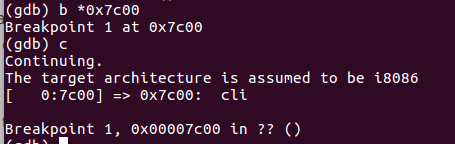 (gdb) b *0x7c00
Breakpoint 1 at 0x7c00
(gdb) c
Continuing.
The target architecture is assumed to be i8086
[   0:7c00] => 0x7c00:  cli
Breakpoint 1, 0x00007c00 in ?? ()
(gdb)